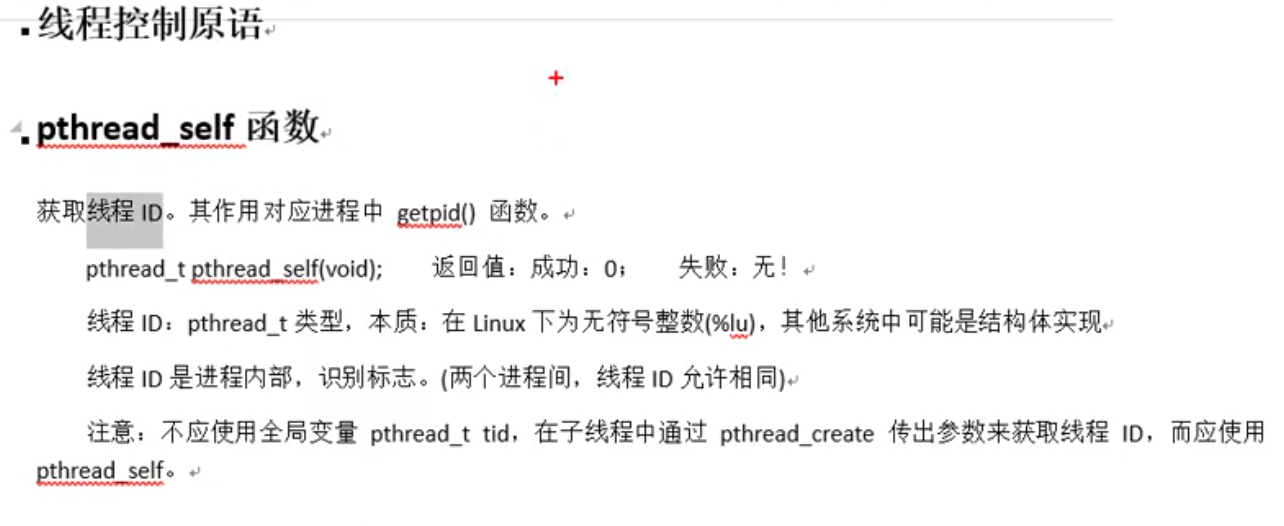 线程控制原语
pthread_self 函数
获取线程 ID。其作用对应进程中 getpid() 函数。
pthread_t pthread_self(void); 返回值：成功：0； 失败：无！
线程 ID：pthread_t 类型，本质：在 Linux 下为无符号整数(%lu)，其他系统中可能是结构体实现
线程 ID 是进程内部，识别标志。(两个进程间，线程 ID 允许相同)
注意：不应使用全局变量 pthread_t tid，在子线程中通过 pthread_create 传出参数来获取线程 ID，而应使用
pthread_self。